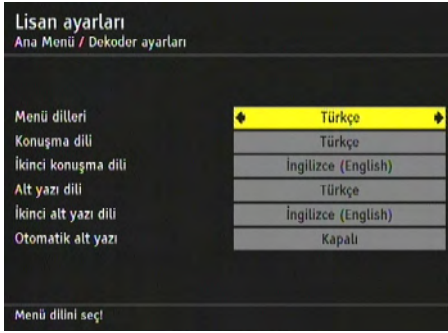 Lisan ayarları
Ana Menü / Dekoder ayarları
Menü dilleri Türkçe
Konuşma dili Türkçe
İkinci konuşma dili İngilizce (English)
Alt yazı dili Türkçe
İkinci alt yazı dili İngilizce (English)
Otomatik alt yazı Kapalı
Menü dilini seç!